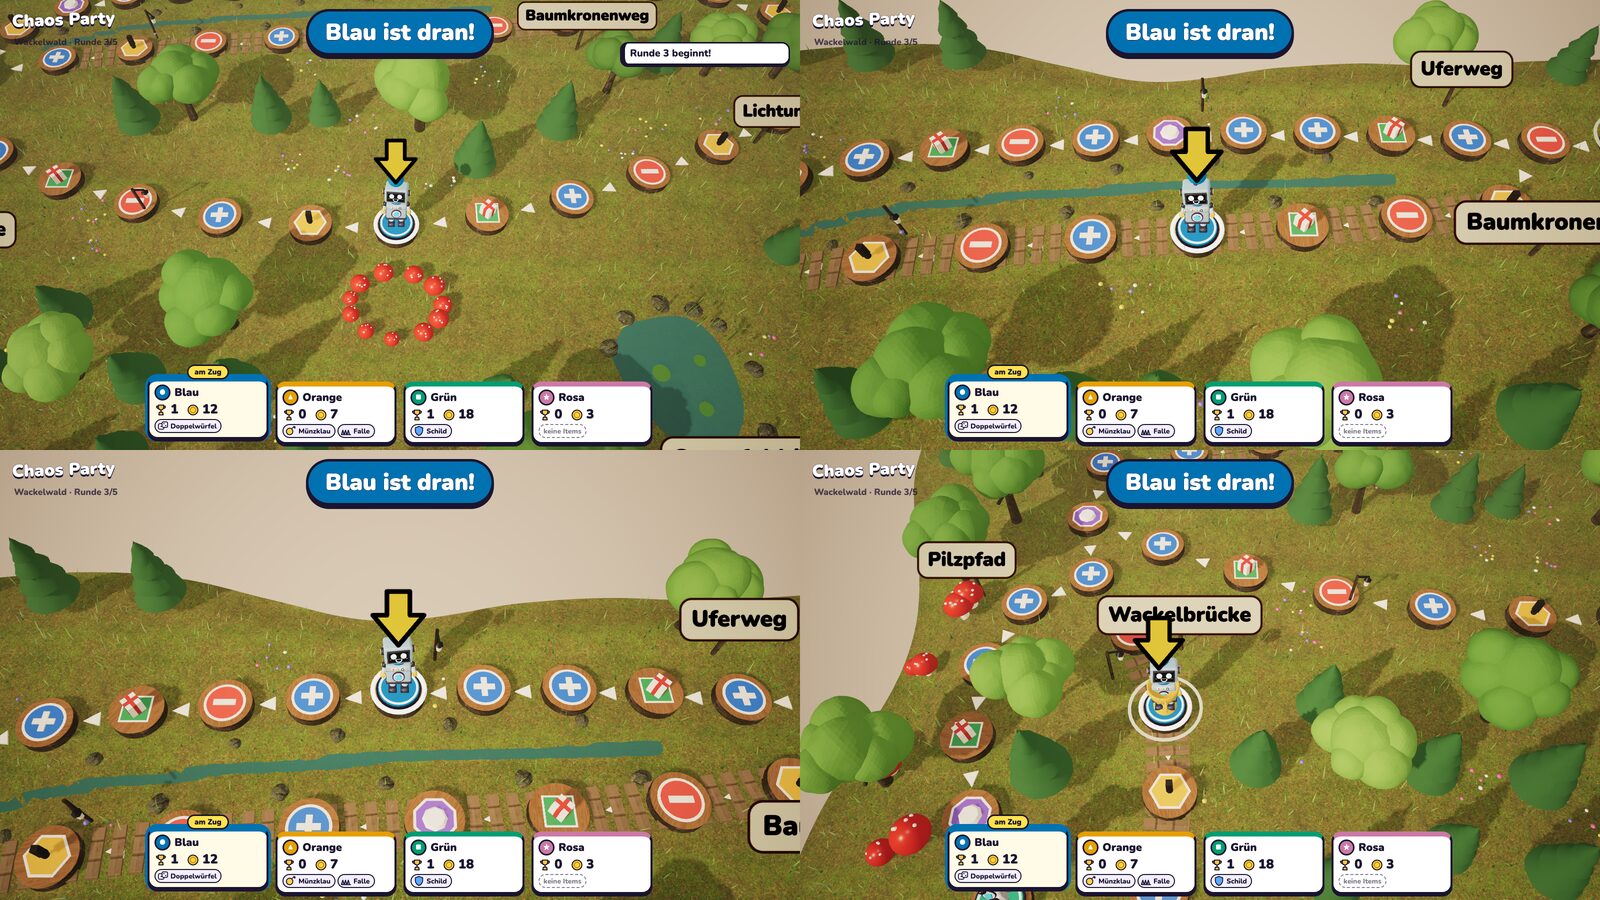 Chaos Party
Wackelwald · Runde 3/5
Blau ist dran!
Baumkronenweg
Runde 3 beginnt!
Lichtun
e
am Zug
Blau
1 12
Doppelwürfel
Orange
0 7
Münzklau Falle
Grün
1 18
Schild
Rosa
0 3
keine Items
Chaos Party
Wackelwald · Runde 3/5
Blau ist dran!
Uferweg
Baumkronen
am Zug
Blau
1 12
Doppelwürfel
Orange
0 7
Münzklau Falle
Grün
1 18
Schild
Rosa
0 3
keine Items
Chaos Party
Wackelwald · Runde 3/5
Blau ist dran!
Uferweg
Ba
am Zug
Blau
1 12
Doppelwürfel
Orange
0 7
Münzklau Falle
Grün
1 18
Schild
Rosa
0 3
keine Items
Chaos Party
Wackelwald · Runde 3/5
Blau ist dran!
Pilzpfad
Wackelbrücke
am Zug
Blau
1 12
Doppelwürfel
Orange
0 7
Münzklau Falle
Grün
1 18
Schild
Rosa
0 3
keine Items